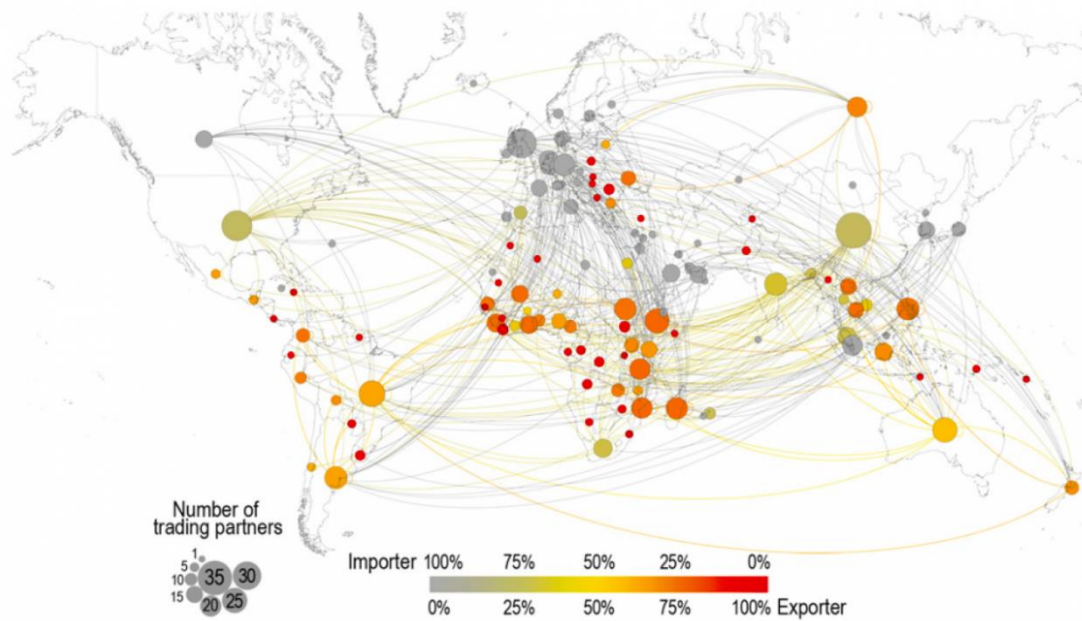 Number of
trading partners
1
5
10
15
35
30
20
25
Importer 100% 75% 50% 25% 0%
0% 25% 50% 75% 100% Exporter